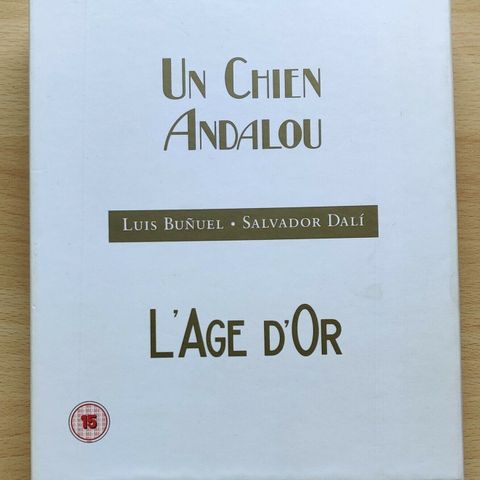 UN CHIEN
ANDALOU
LUIS BUÑUEL • SALVADOR DALÍ
L'AGE D'OR
15